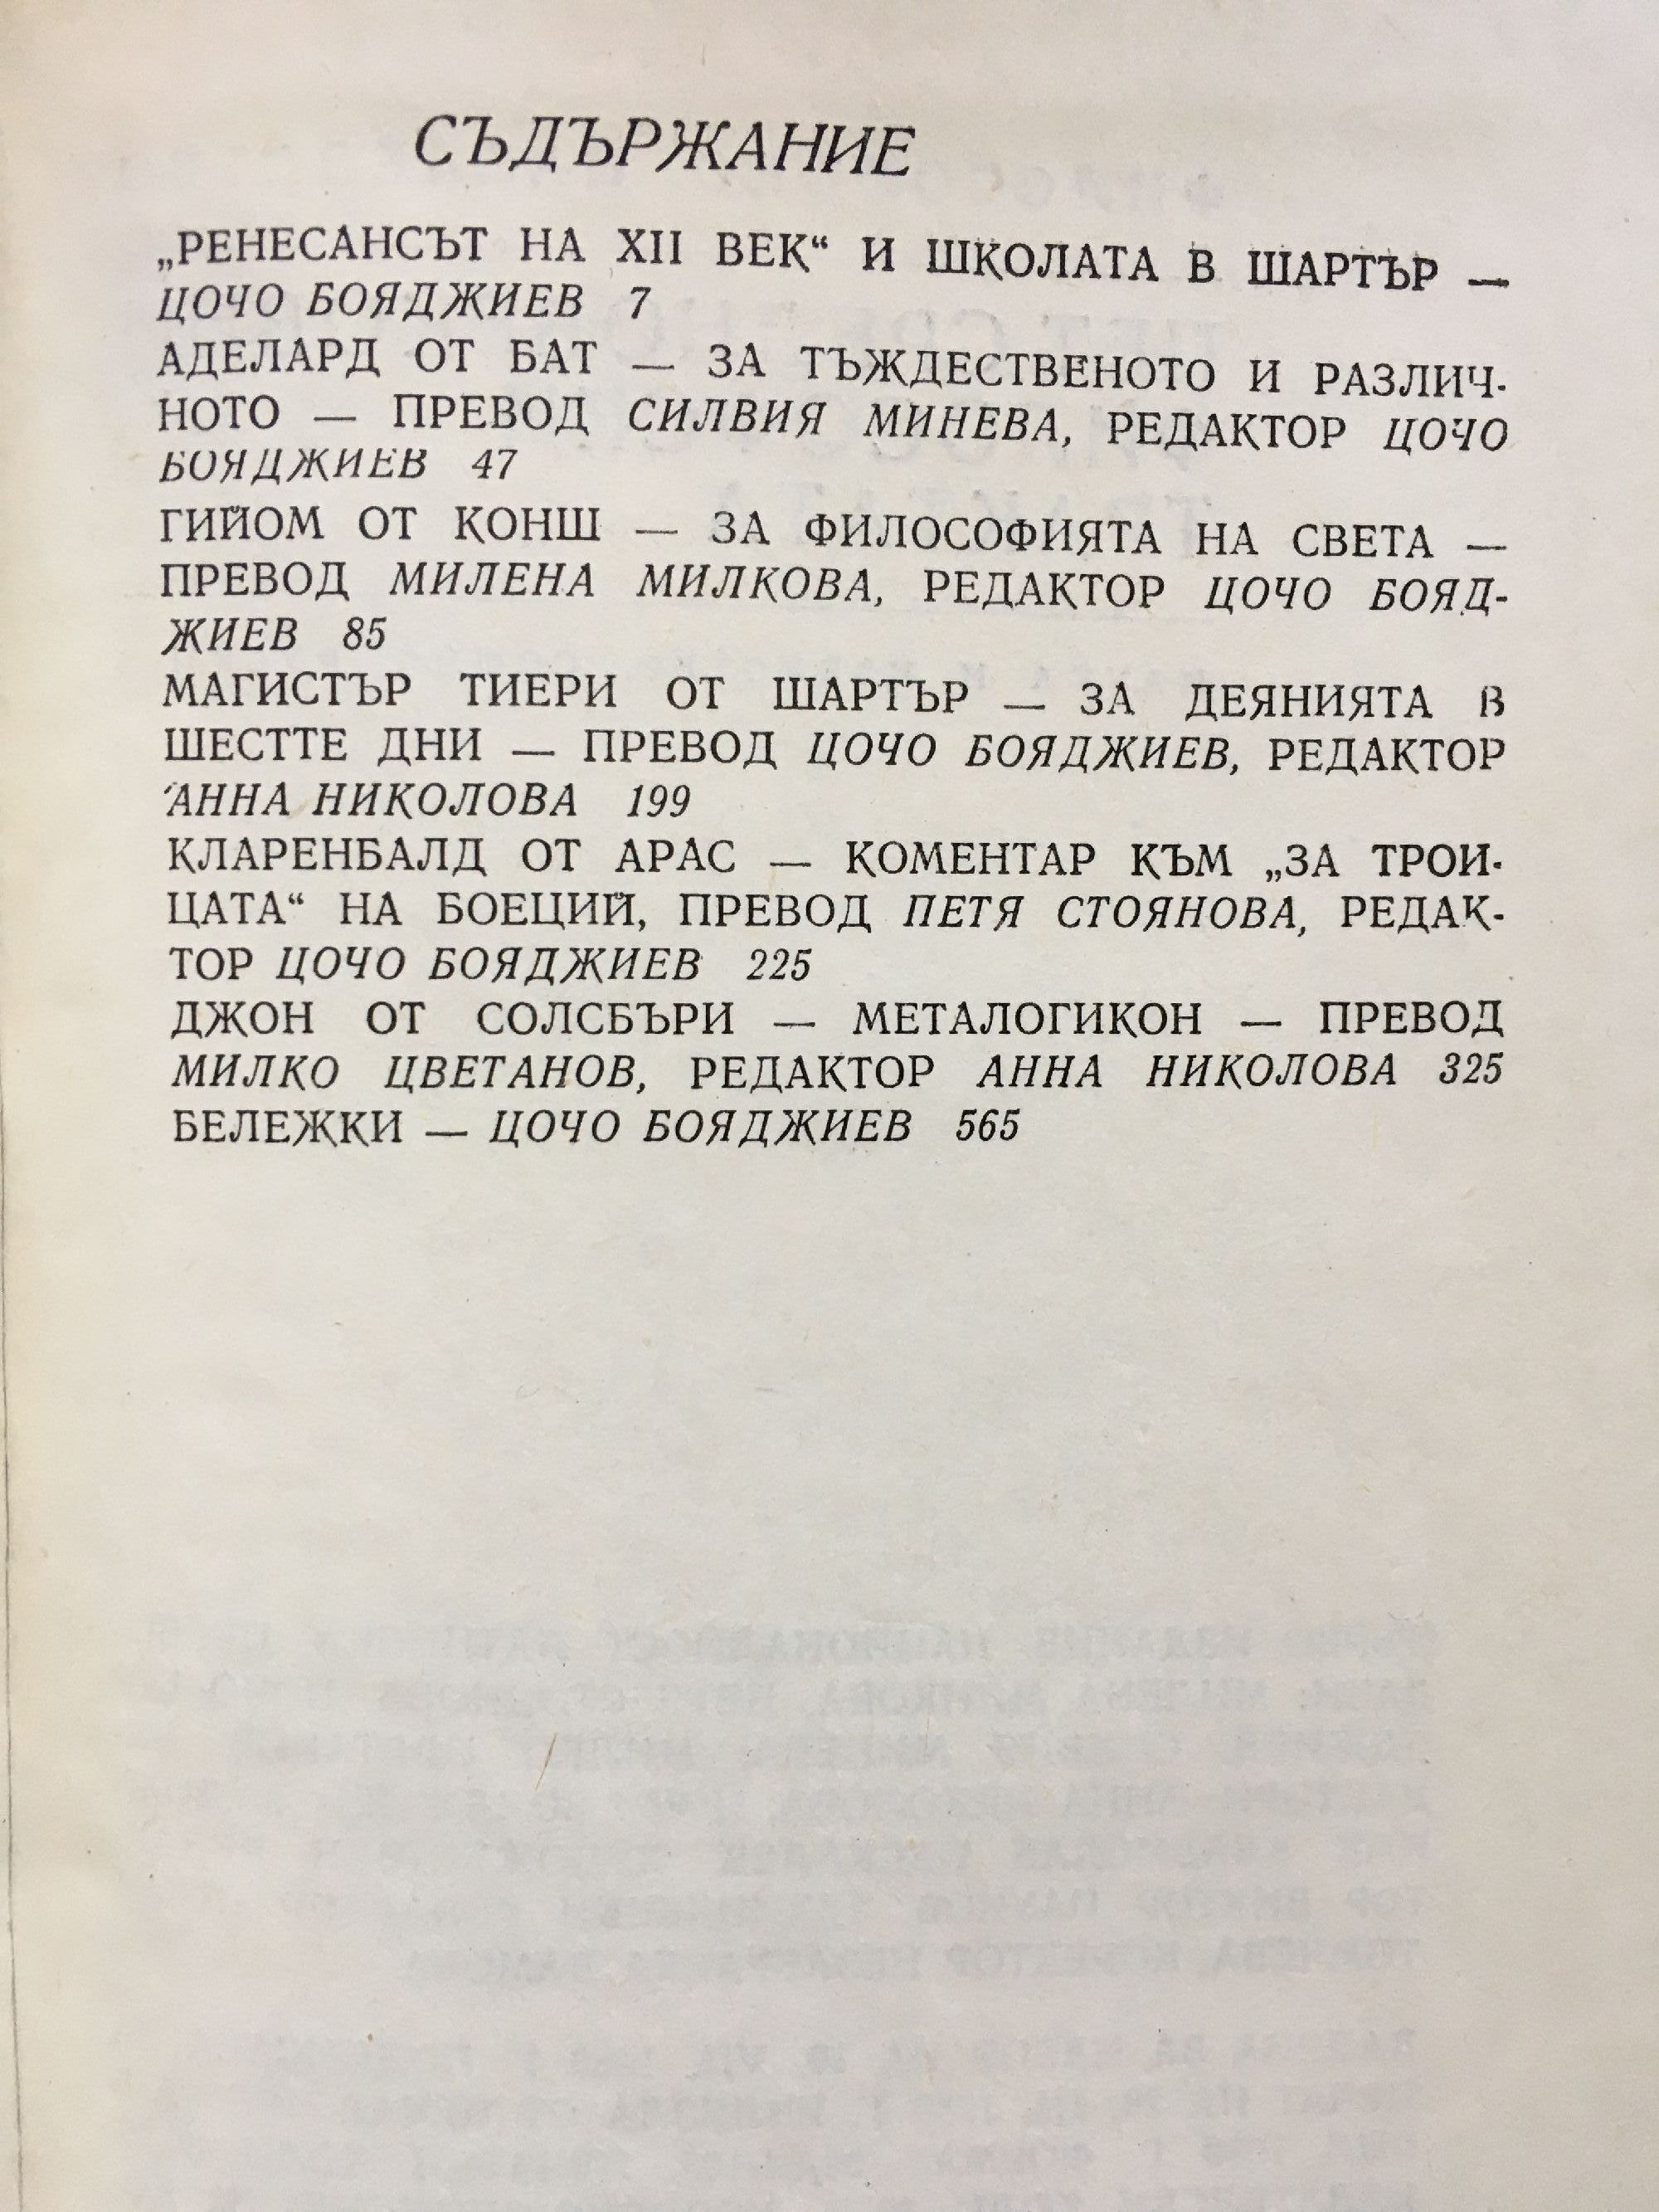 СЪДЪРЖАНИЕ
„РЕНЕСАНСЪТ НА XII ВЕК“ И ШКОЛАТА В ШАРТЪР —
ЦОЧО БОЯДЖИЕВ 7
АДЕЛАРД ОТ БАТ — ЗА ТЪЖДЕСТВЕНОТО И РАЗЛИЧ-
НОТО — ПРЕВОД СИЛВИЯ МИНЕВА, РЕДАКТОР ЦОЧО
БОЯДЖИЕВ 47
ГИЙОМ ОТ КОНШ — ЗА ФИЛОСОФИЯТА НА СВЕТА —
ПРЕВОД МИЛЕНА МИЛКОВА, РЕДАКТОР ЦОЧО БОЯД-
ЖИЕВ 85
МАГИСТЪР ТИЕРИ ОТ ШАРТЪР — ЗА ДЕЯНИЯТА В
ШЕСТТЕ ДНИ — ПРЕВОД ЦОЧО БОЯДЖИЕВ, РЕДАКТОР
АННА НИКОЛОВА 199
КЛАРЕНБАЛД ОТ АРАС — КОМЕНТАР КЪМ „ЗА ТРОИ-
ЦАТА“ НА БОЕЦИЙ, ПРЕВОД ПЕТЯ СТОЯНОВА, РЕДАК-
ТОР ЦОЧО БОЯДЖИЕВ 225
ДЖОН ОТ СОЛСБЪРИ — МЕТАЛОГИКОН — ПРЕВОД
МИЛКО ЦВЕТАНОВ, РЕДАКТОР АННА НИКОЛОВА 325
БЕЛЕЖКИ — ЦОЧО БОЯДЖИЕВ 565